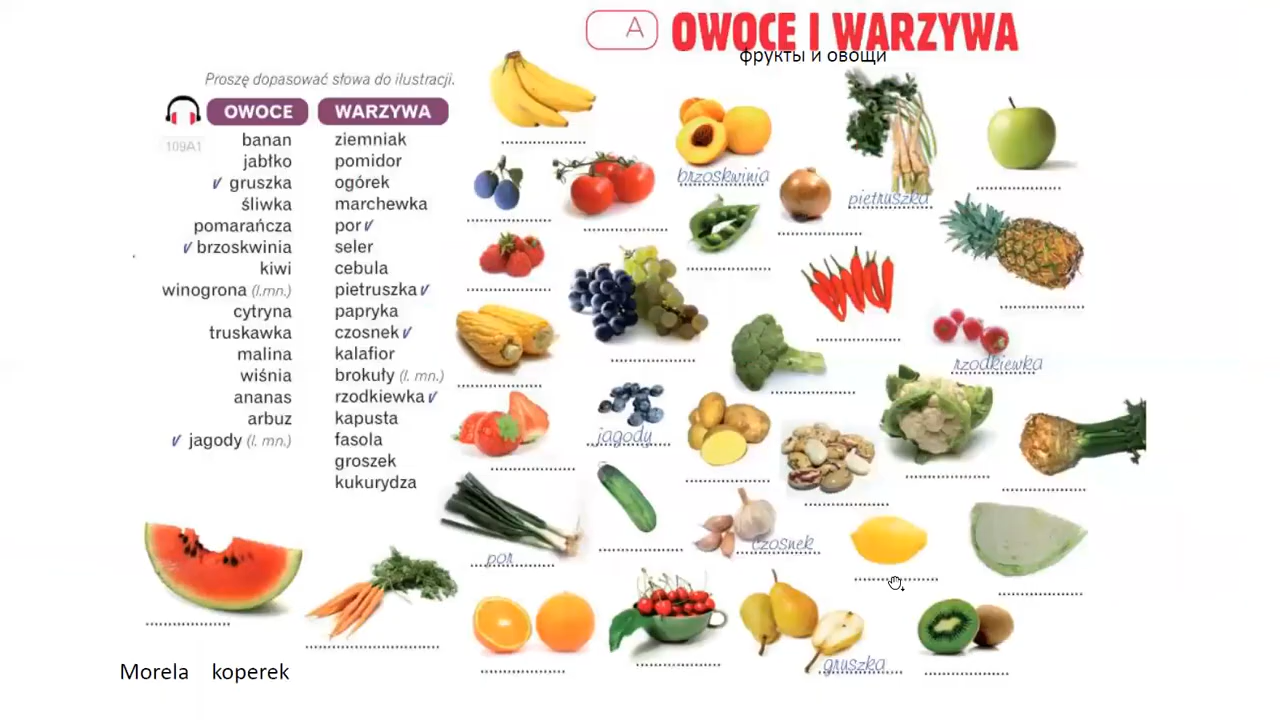 A OWOCE I WARZYWA
фрукты и овощи
Proszę dopasować słowa do ilustracji.
OWOCE WARZYWA
109A1
banan ziemniak
jabłko pomidor
✓ gruszka ogórek
śliwka marchewka
pomarańcza por ✓
✓ brzoskwinia seler
kiwi cebula
winogrona (l.mn.) pietruszka ✓
cytryna papryka
truskawka czosnek ✓
malina kalafior
wiśnia brokuły (l. mn.)
ananas rzodkiewka ✓
arbuz kapusta
✓ jagody (l. mn.) fasola
groszek
kukurydza
brzoskwinia
pietruszka
rzodkiewka
jagody
por
czosnek
gruszka
Morela koperek